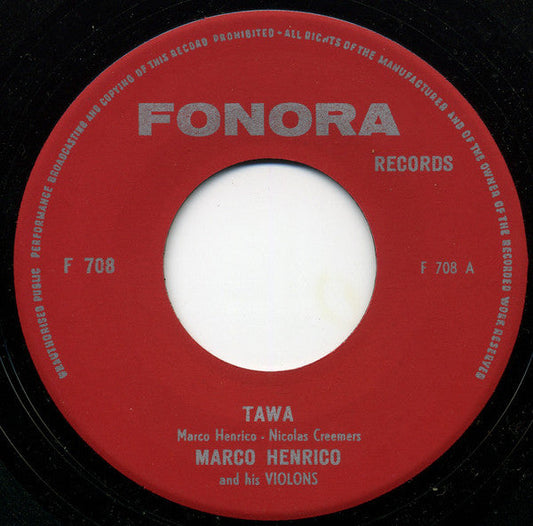 UNAUTHORISED PUBLIC PERFORMANCE BROADCASTING AND COPYING OF THIS RECORD PROHIBITED - ALL RIGHTS OF THE MANUFACTURER AND OF THE OWNER OF THE RECORDED WORK RESERVED
FONORA
RECORDS
F 708
F 708 A
TAWA
Marco Henrico - Nicolas Creemers
MARCO HENRICO
and his VIOLONS